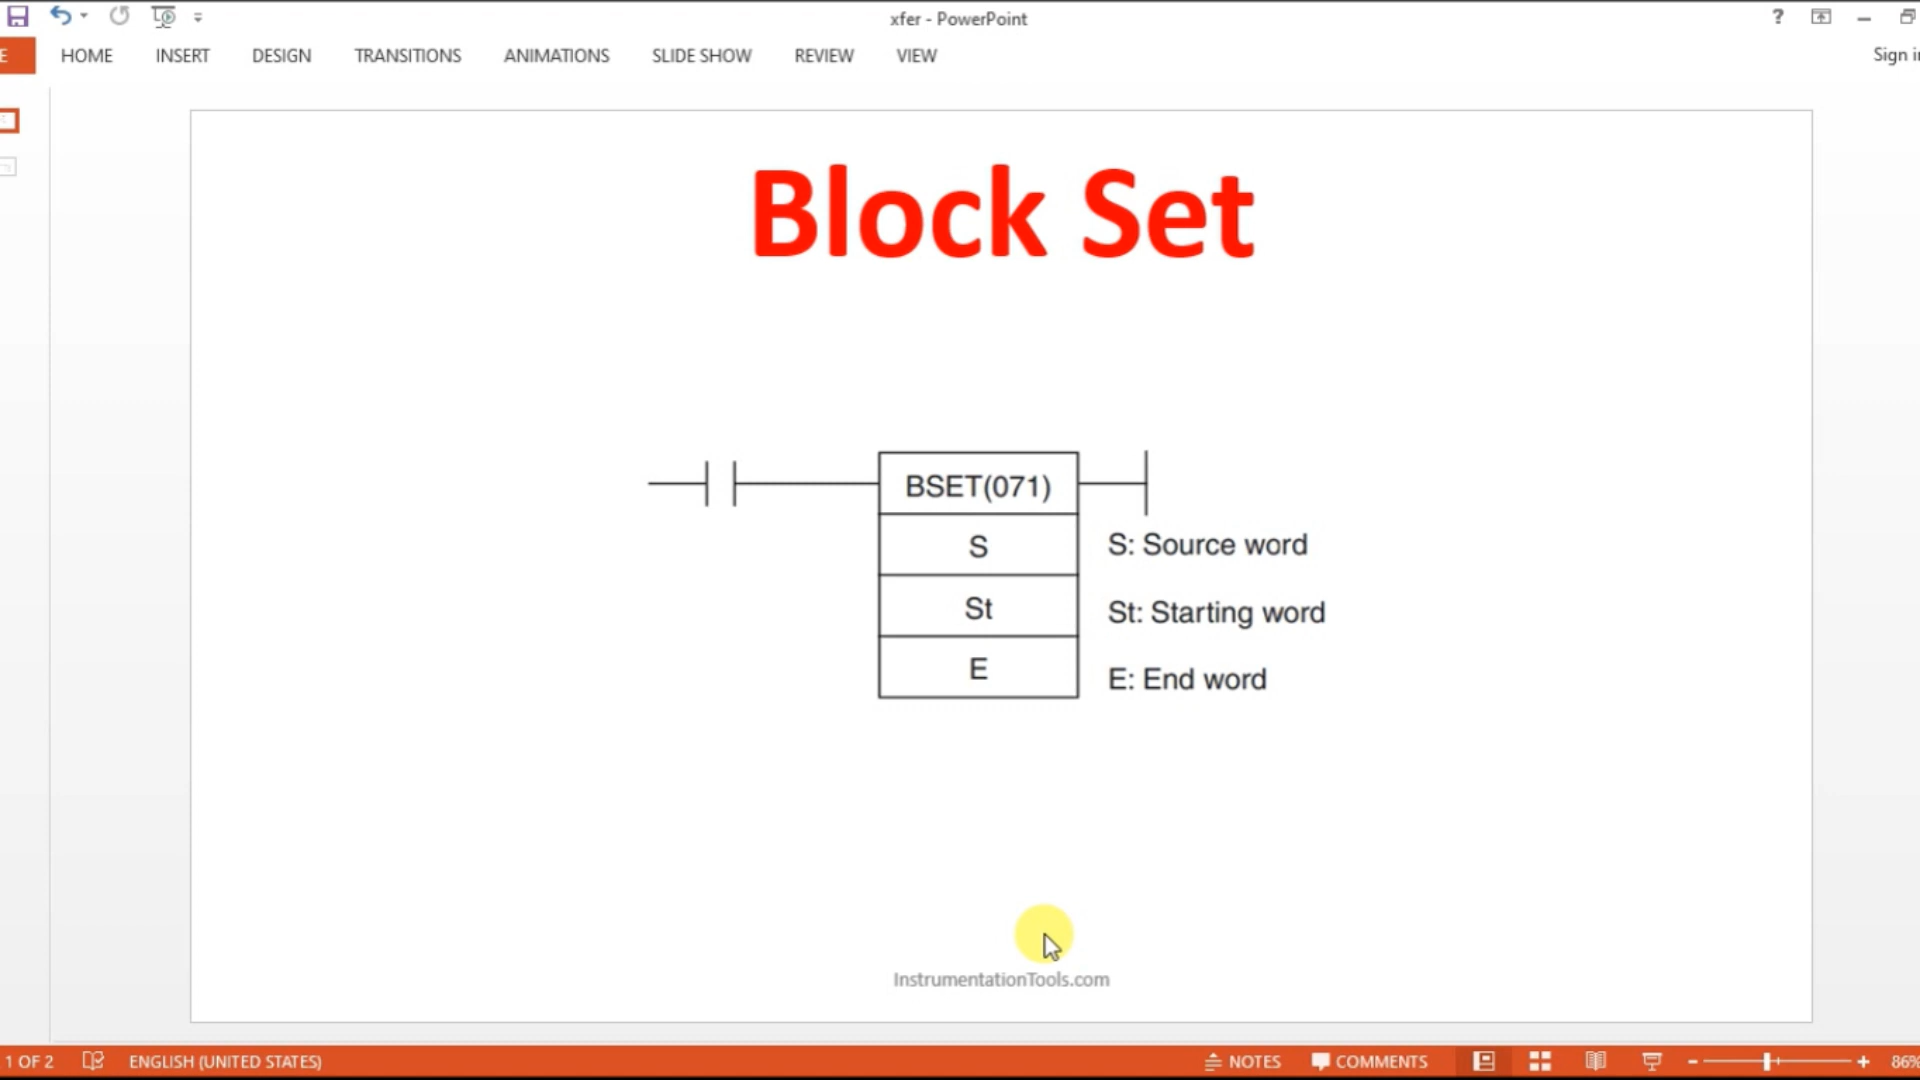 xfer - PowerPoint
?
E HOME INSERT DESIGN TRANSITIONS ANIMATIONS SLIDE SHOW REVIEW VIEW
Sign in
Block Set
BSET(071)
S
St
E
S: Source word
St: Starting word
E: End word
InstrumentationTools.com
1 OF 2 ENGLISH (UNITED STATES) NOTES COMMENTS 86%